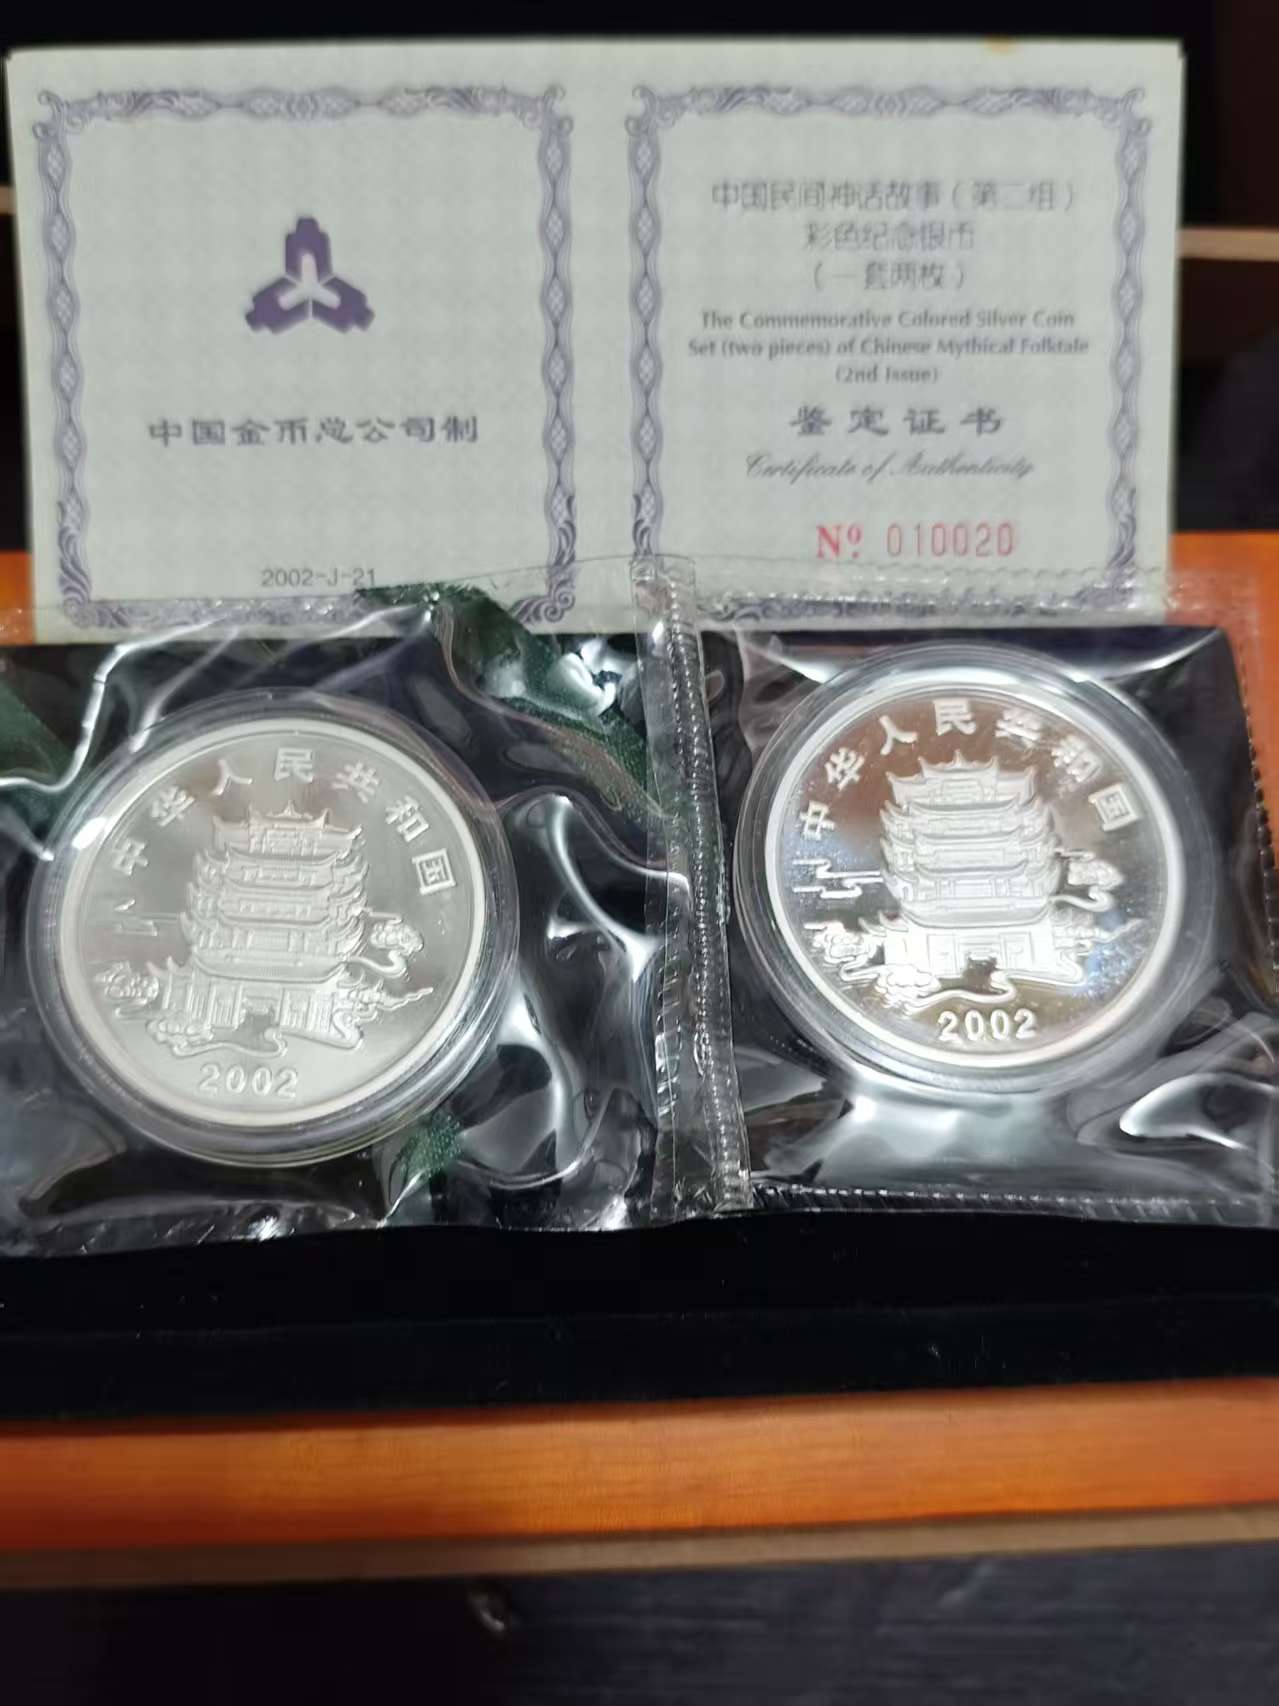 中国金币总公司制
2002-J-21
中国民间神话故事（第二组）
彩色纪念银币
（一套两枚）
The Commemorative Colored Silver Coin
Set (two pieces) of Chinese Mythical Folktale
(2nd Issue)
鉴定证书
Certificate of Authenticity
Nº 010020
中华人民共和国
2002
中华人民共和国
2002